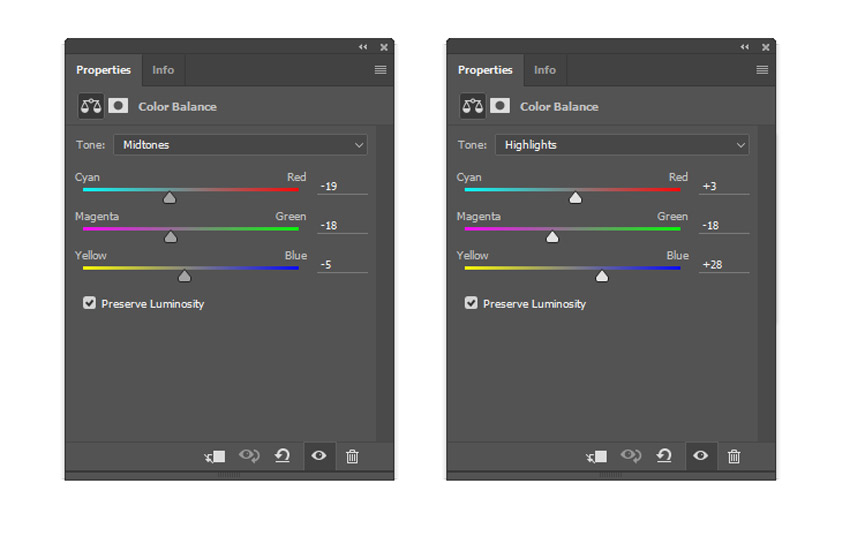 Properties Info
Color Balance
Tone: Midtones
Cyan Red
-19
Magenta Green
-18
Yellow Blue
-5
Preserve Luminosity
Properties Info
Color Balance
Tone: Highlights
Cyan Red
+3
Magenta Green
-18
Yellow Blue
+28
Preserve Luminosity